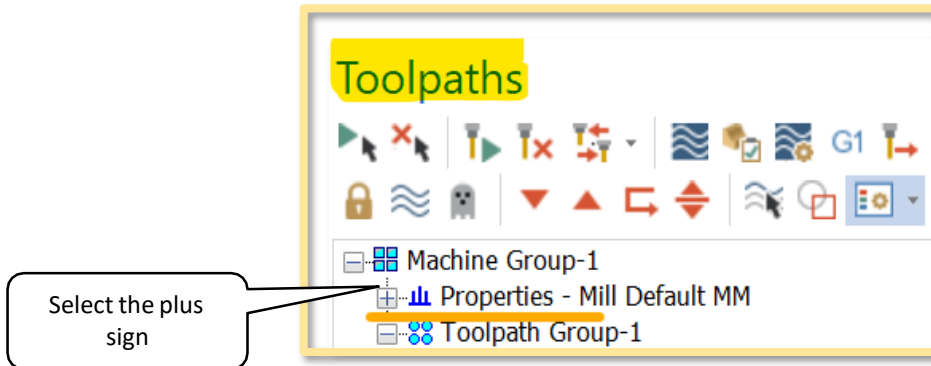 Toolpaths
G1
Machine Group-1
Properties - Mill Default MM
Toolpath Group-1
Select the plus
sign